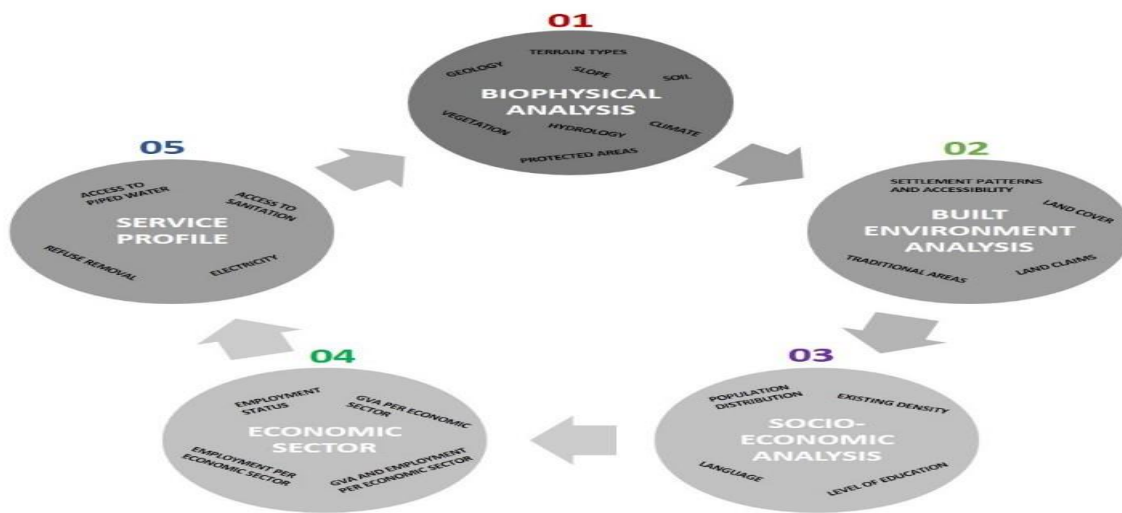 01
TERRAIN TYPES
GEOLOGY
SLOPE
SOIL
BIOPHYSICAL
ANALYSIS
VEGETATION
HYDROLOGY
CLIMATE
PROTECTED AREAS
02
SETTLEMENT PATTERNS
AND ACCESSIBILITY
LAND COVER
BUILT
ENVIRONMENT
ANALYSIS
TRADITIONAL AREAS
LAND CLAIMS
03
POPULATION
DISTRIBUTION
EXISTING DENSITY
SOCIO-
ECONOMIC
ANALYSIS
LANGUAGE
LEVEL OF EDUCATION
04
EMPLOYMENT
STATUS
GVA PER ECONOMIC
SECTOR
ECONOMIC
SECTOR
EMPLOYMENT PER
ECONOMIC SECTOR
GVA AND EMPLOYMENT
PER ECONOMIC SECTOR
05
ACCESS TO
PIPED WATER
ACCESS TO
SANITATION
SERVICE
PROFILE
REFUSE REMOVAL
ELECTRICITY